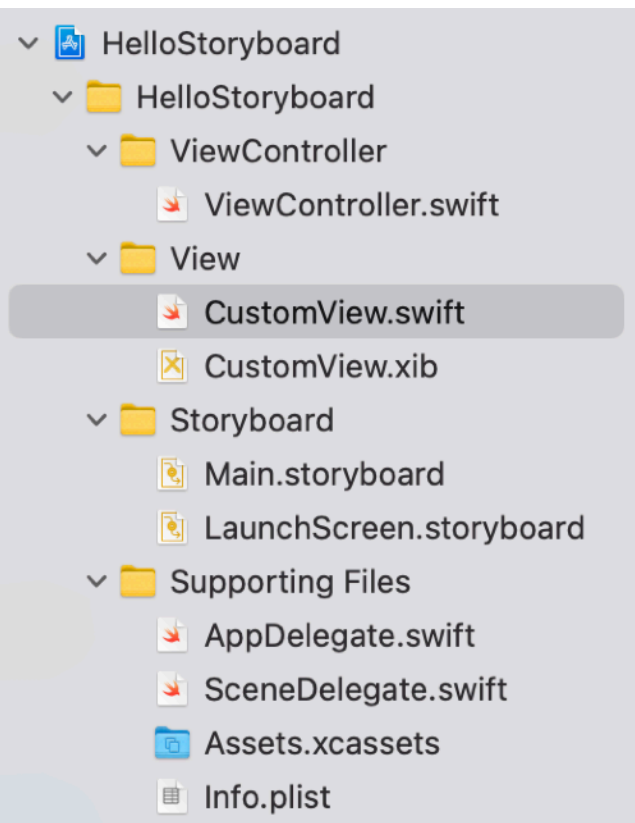 HelloStoryboard
HelloStoryboard
ViewController
ViewController.swift
View
CustomView.swift
CustomView.xib
Storyboard
Main.storyboard
LaunchScreen.storyboard
Supporting Files
AppDelegate.swift
SceneDelegate.swift
Assets.xcassets
Info.plist